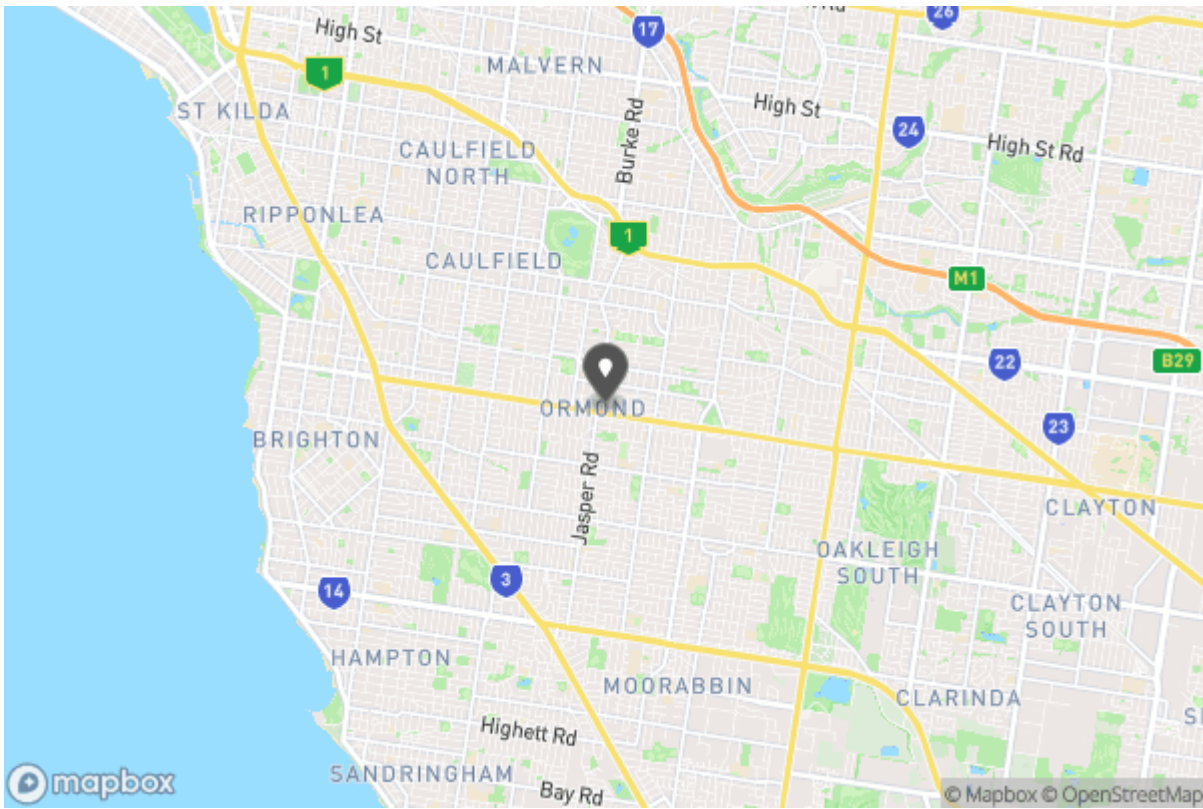 Rd
26
High St
17
1
MALVERN
ST KILDA
High St
24
Burke Rd
High St Rd
CAULFIELD
NORTH
RIPPONLEA
1
CAULFIELD
M1
B29
22
ORMOND
23
BRIGHTON
Jasper Rd
CLAYTON
OAKLEIGH
SOUTH
3
14
CLAYTON
SOUTH
HAMPTON
MOORABBIN
CLARINDA
Highett Rd
SANDRINGHAM
Bay Rd
mapbox
© Mapbox © OpenStreetMap